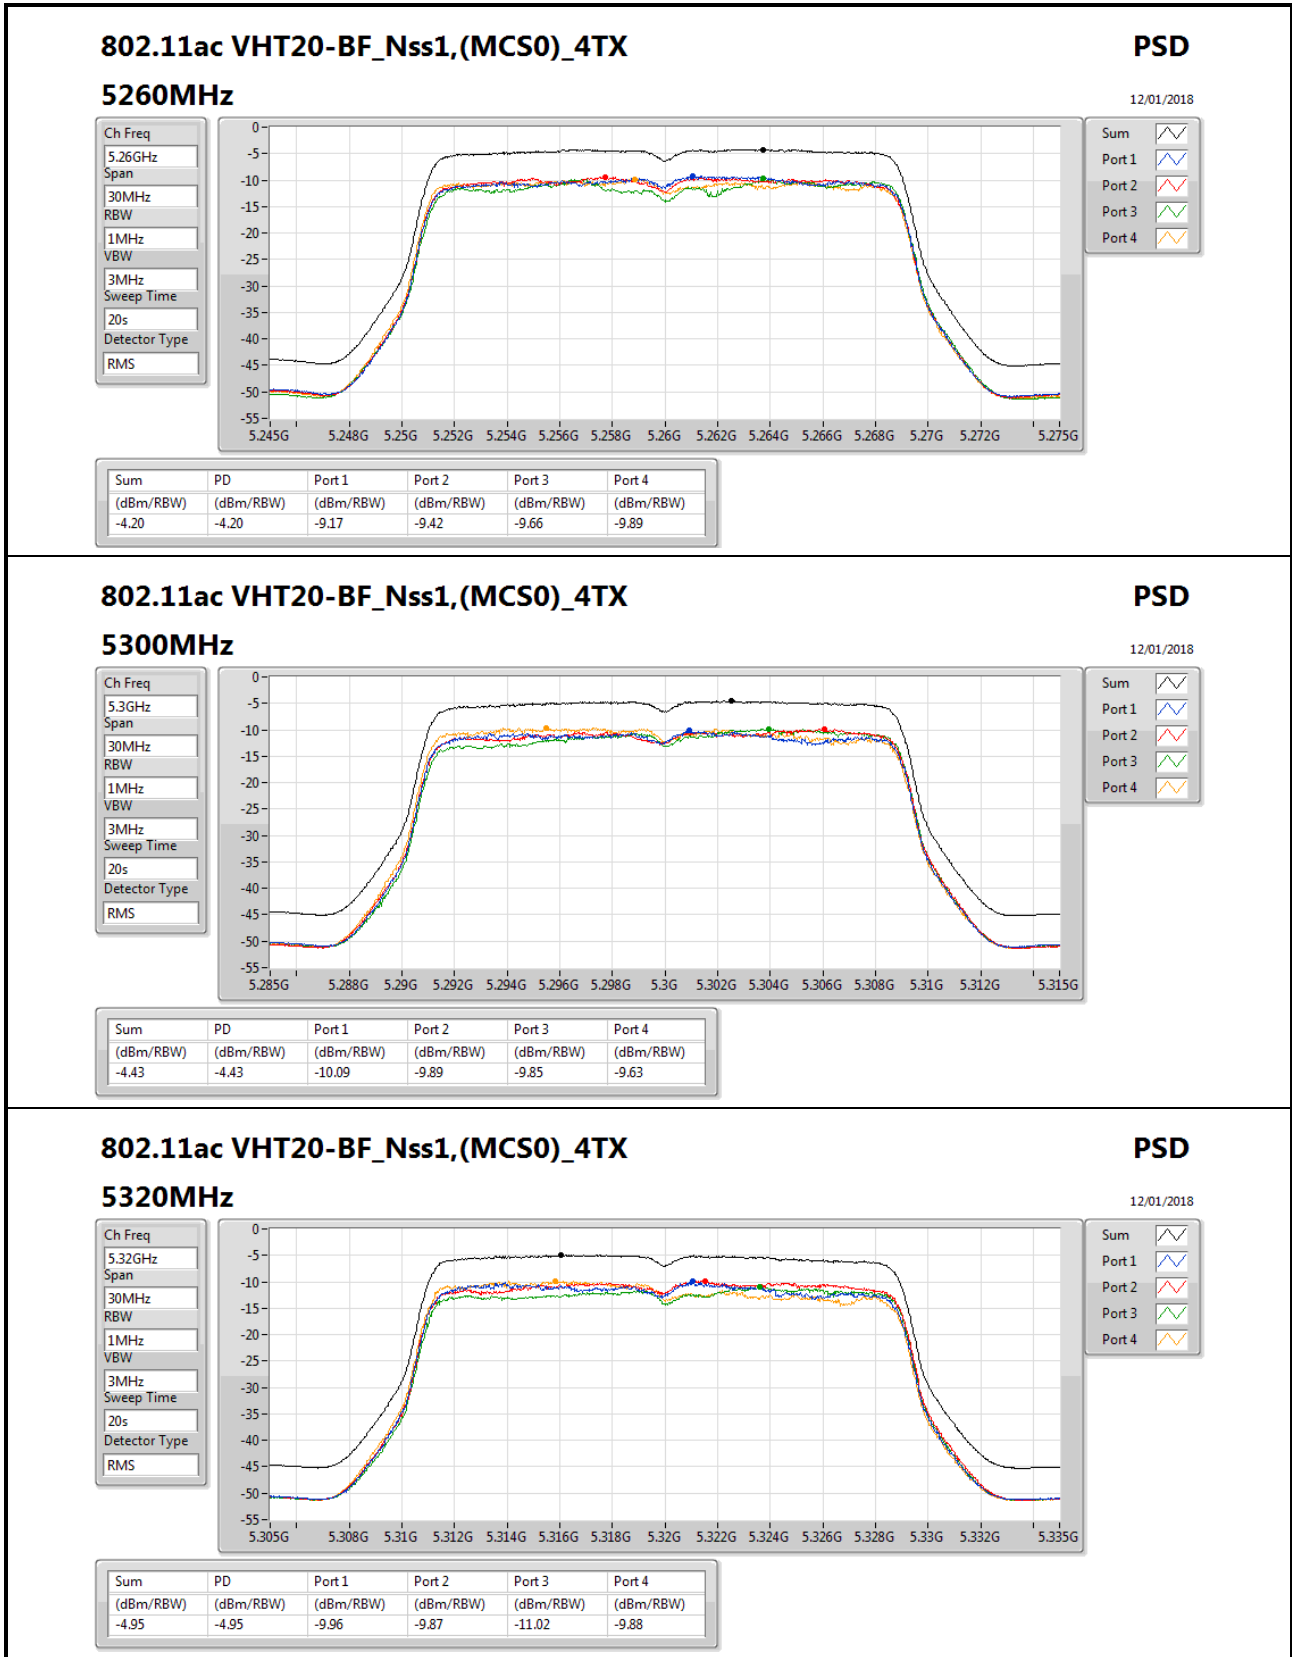 802.11ac VHT20-BF_Nss1,(MCS0)_4TX PSD
5260MHz 12/01/2018
Ch Freq
5.26GHz
Span
30MHz
RBW
1MHz
VBW
3MHz
Sweep Time
20s
Detector Type
RMS
0
-5
-10
-15
-20
-25
-30
-35
-40
-45
-50
-55
5.245G 5.248G 5.25G 5.252G 5.254G 5.256G 5.258G 5.26G 5.262G 5.264G 5.266G 5.268G 5.27G 5.272G 5.275G
Sum
Port 1
Port 2
Port 3
Port 4
Sum PD Port 1 Port 2 Port 3 Port 4
(dBm/RBW) (dBm/RBW) (dBm/RBW) (dBm/RBW) (dBm/RBW) (dBm/RBW)
-4.20 -4.20 -9.17 -9.42 -9.66 -9.89
802.11ac VHT20-BF_Nss1,(MCS0)_4TX PSD
5300MHz 12/01/2018
Ch Freq
5.3GHz
Span
30MHz
RBW
1MHz
VBW
3MHz
Sweep Time
20s
Detector Type
RMS
0
-5
-10
-15
-20
-25
-30
-35
-40
-45
-50
-55
5.285G 5.288G 5.29G 5.292G 5.294G 5.296G 5.298G 5.3G 5.302G 5.304G 5.306G 5.308G 5.31G 5.312G 5.315G
Sum
Port 1
Port 2
Port 3
Port 4
Sum PD Port 1 Port 2 Port 3 Port 4
(dBm/RBW) (dBm/RBW) (dBm/RBW) (dBm/RBW) (dBm/RBW) (dBm/RBW)
-4.43 -4.43 -10.09 -9.89 -9.85 -9.63
802.11ac VHT20-BF_Nss1,(MCS0)_4TX PSD
5320MHz 12/01/2018
Ch Freq
5.32GHz
Span
30MHz
RBW
1MHz
VBW
3MHz
Sweep Time
20s
Detector Type
RMS
0
-5
-10
-15
-20
-25
-30
-35
-40
-45
-50
-55
5.305G 5.308G 5.31G 5.312G 5.314G 5.316G 5.318G 5.32G 5.322G 5.324G 5.326G 5.328G 5.33G 5.332G 5.335G
Sum
Port 1
Port 2
Port 3
Port 4
Sum PD Port 1 Port 2 Port 3 Port 4
(dBm/RBW) (dBm/RBW) (dBm/RBW) (dBm/RBW) (dBm/RBW) (dBm/RBW)
-4.95 -4.95 -9.96 -9.87 -11.02 -9.88